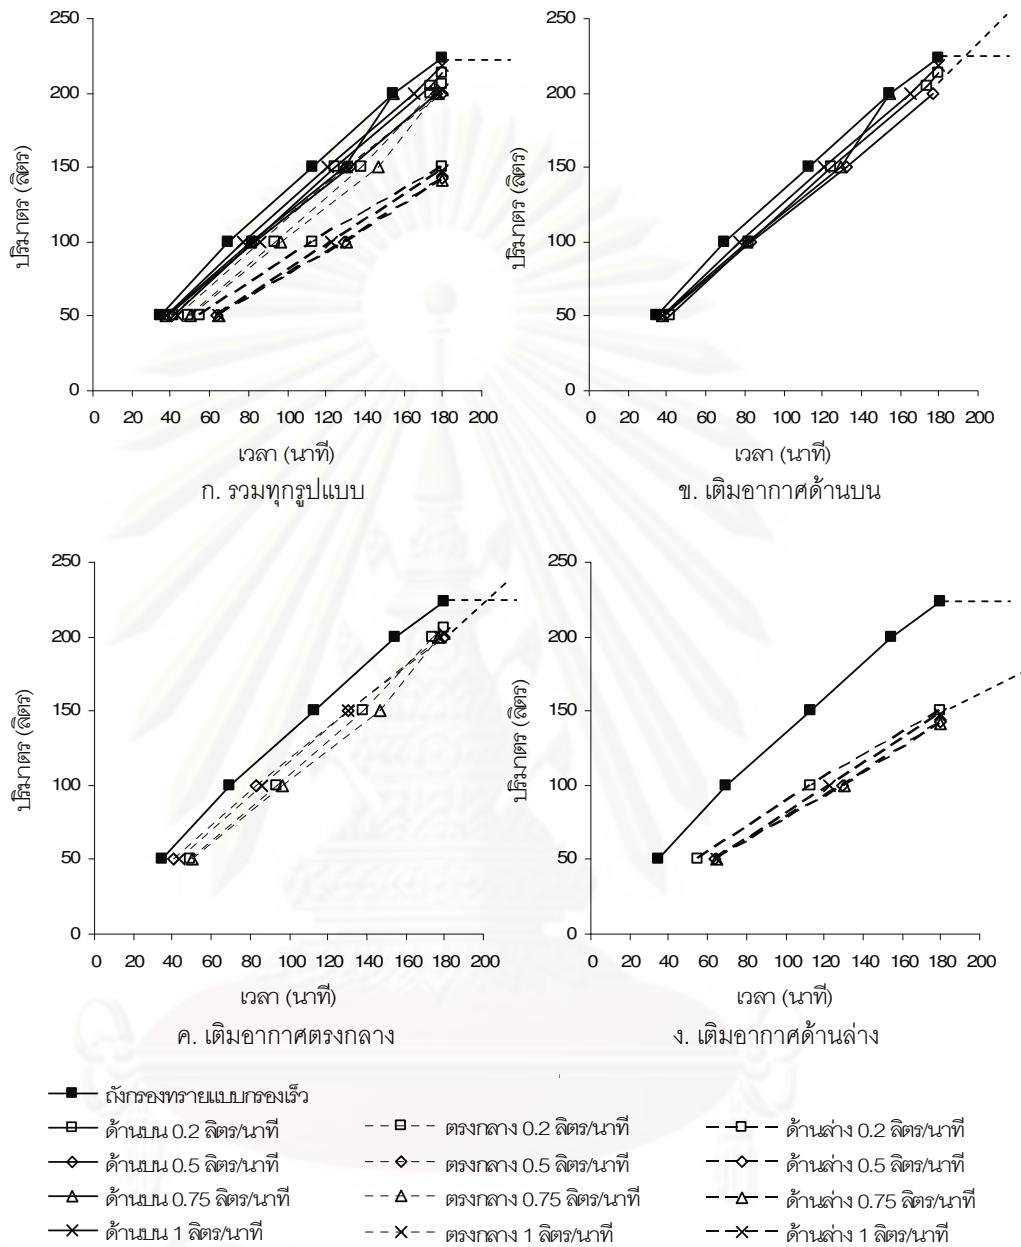 250
200
150
100
50
0
ปริมาตร (ลิตร)
0 20 40 60 80 100 120 140 160 180 200
เวลา (นาที)
ก. รวมทุกรูปแบบ
250
200
150
100
50
0
ปริมาตร (ลิตร)
0 20 40 60 80 100 120 140 160 180 200
เวลา (นาที)
ข. เติมอากาศด้านบน
250
200
150
100
50
0
ปริมาตร (ลิตร)
0 20 40 60 80 100 120 140 160 180 200
เวลา (นาที)
ค. เติมอากาศตรงกลาง
250
200
150
100
50
0
ปริมาตร (ลิตร)
0 20 40 60 80 100 120 140 160 180 200
เวลา (นาที)
ง. เติมอากาศด้านล่าง
ถังกรองทรายแบบกรองเร็ว
ด้านบน 0.2 ลิตร/นาที ตรงกลาง 0.2 ลิตร/นาที ด้านล่าง 0.2 ลิตร/นาที
ด้านบน 0.5 ลิตร/นาที ตรงกลาง 0.5 ลิตร/นาที ด้านล่าง 0.5 ลิตร/นาที
ด้านบน 0.75 ลิตร/นาที ตรงกลาง 0.75 ลิตร/นาที ด้านล่าง 0.75 ลิตร/นาที
ด้านบน 1 ลิตร/นาที ตรงกลาง 1 ลิตร/นาที ด้านล่าง 1 ลิตร/นาที